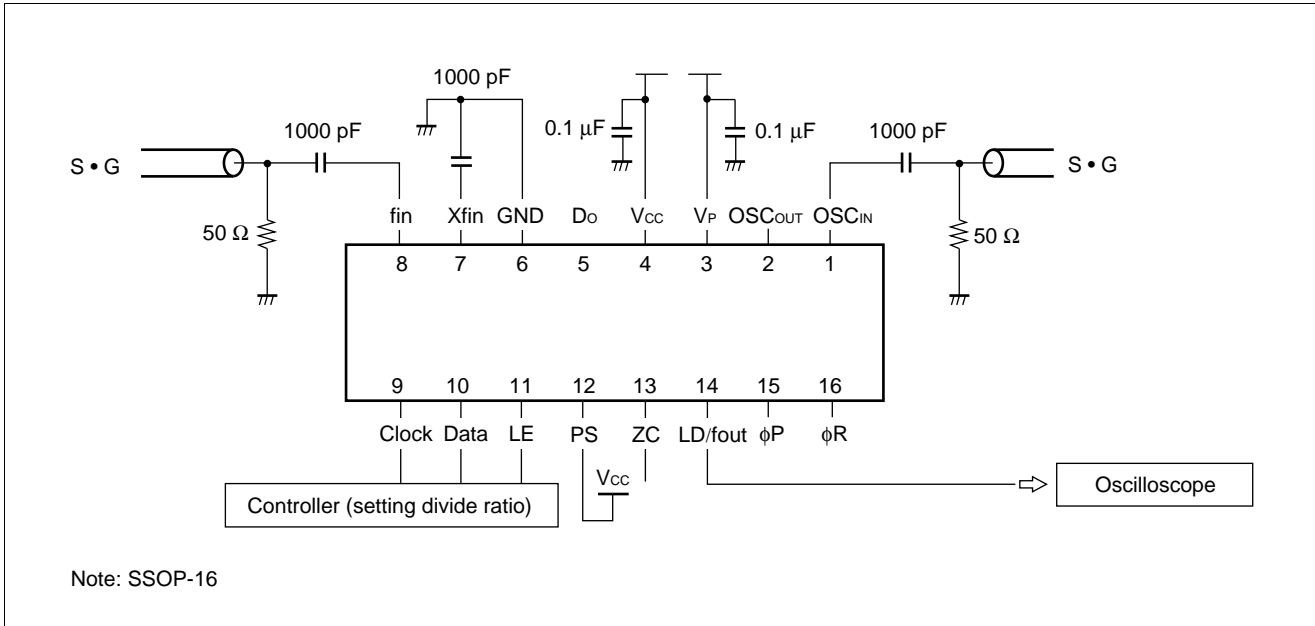 1000 pF
1000 pF
0.1 µF
0.1 µF
1000 pF
S • G
S • G
50 Ω
50 Ω
fin Xfin GND DO VCC VP OSCOUT OSCIN
8 7 6 5 4 3 2 1
9 10 11 12 13 14 15 16
Clock Data LE PS ZC LD/fout ϕP ϕR
VCC
Controller (setting divide ratio)
Oscilloscope
Note: SSOP-16